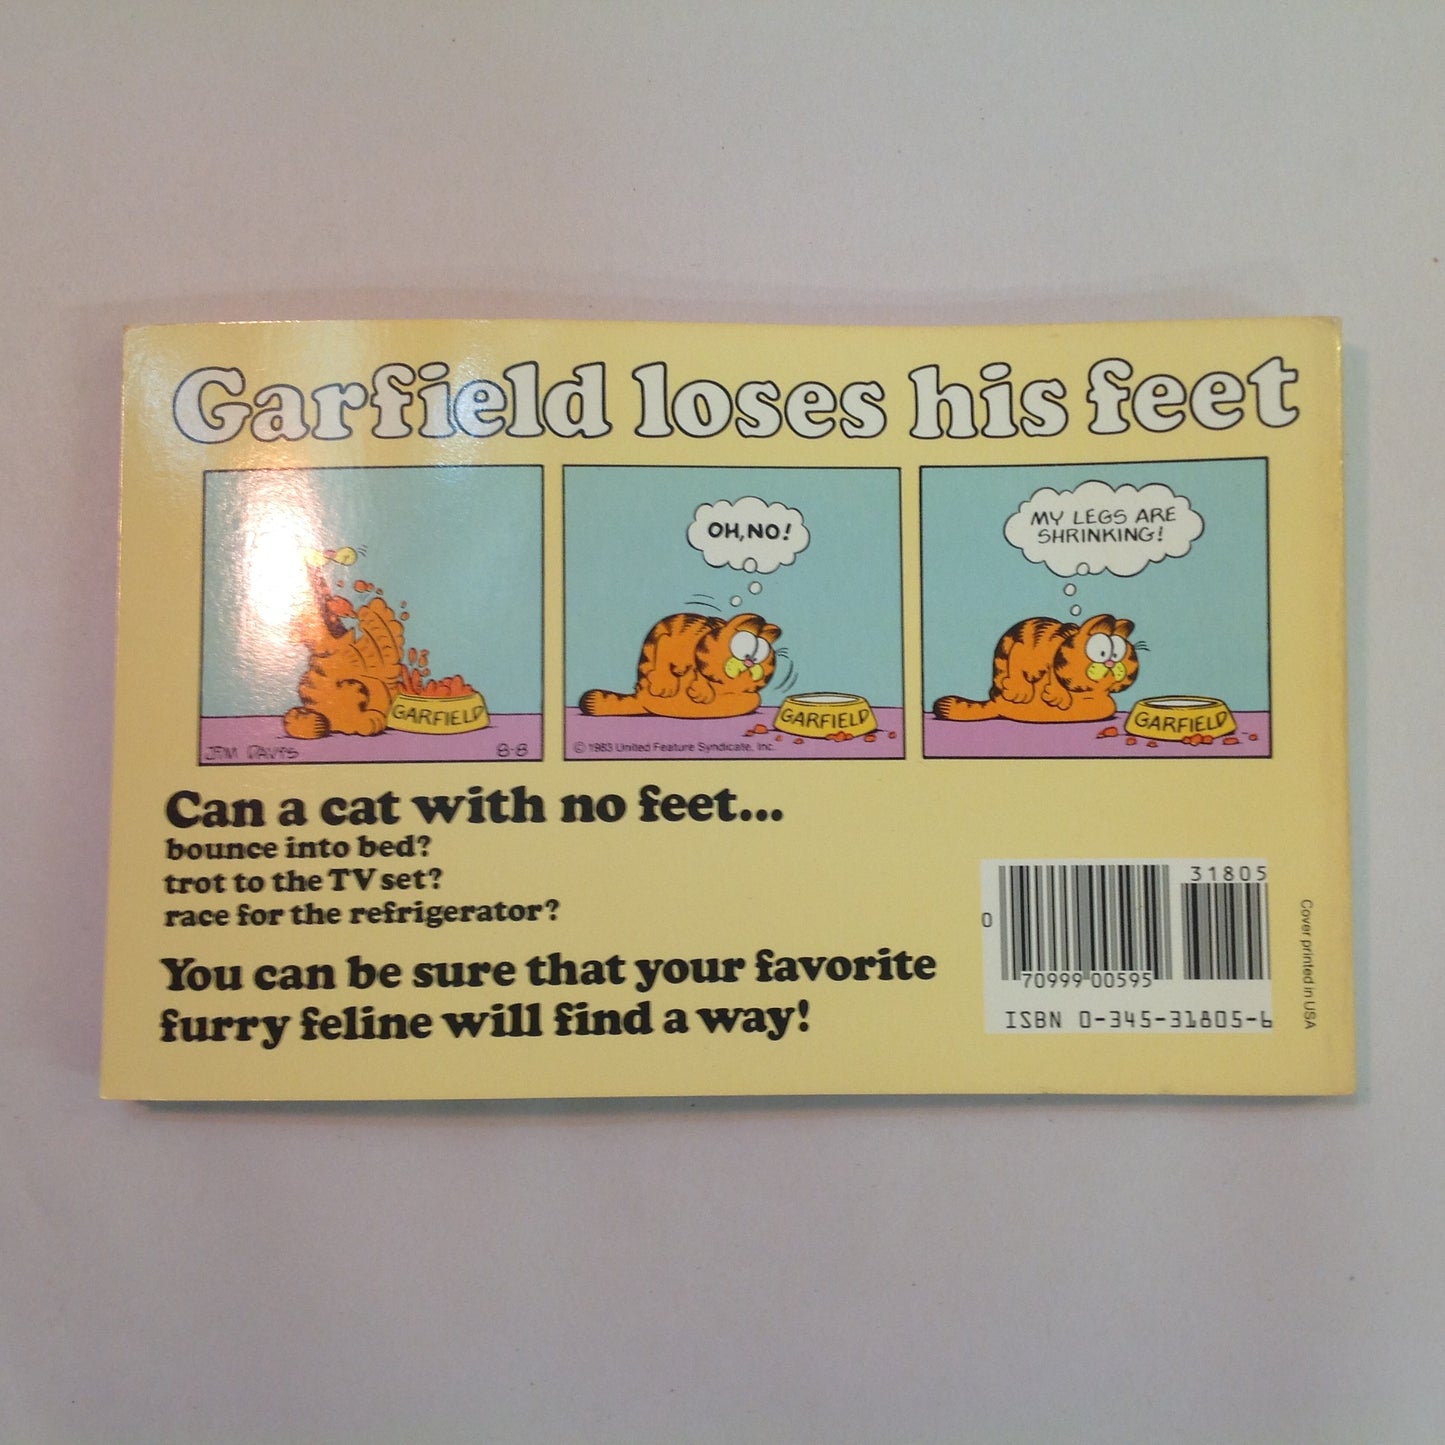 Garfield loses his feet
GARFIELD
JIM DAVIS
8-8
OH, NO!
GARFIELD
© 1983 United Feature Syndicate, Inc.
MY LEGS ARE
SHRINKING!
GARFIELD
Can a cat with no feet...
bounce into bed?
trot to the TV set?
race for the refrigerator?
You can be sure that your favorite
furry feline will find a way!
31805
0
70999 00595
ISBN 0-345-31805-6
Cover printed in USA